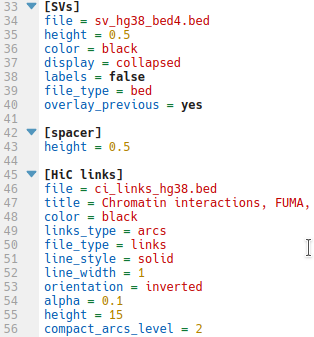 33 [SVs]
34 file = sv_hg38_bed4.bed
35 height = 0.5
36 color = black
37 display = collapsed
38 labels = false
39 file_type = bed
40 overlay_previous = yes
41
42 [spacer]
43 height = 0.5
44
45 [HiC links]
46 file = ci_links_hg38.bed
47 title = Chromatin interactions, FUMA,
48 color = black
49 links_type = arcs
50 file_type = links
51 line_style = solid
52 line_width = 1
53 orientation = inverted
54 alpha = 0.1
55 height = 15
56 compact_arcs_level = 2